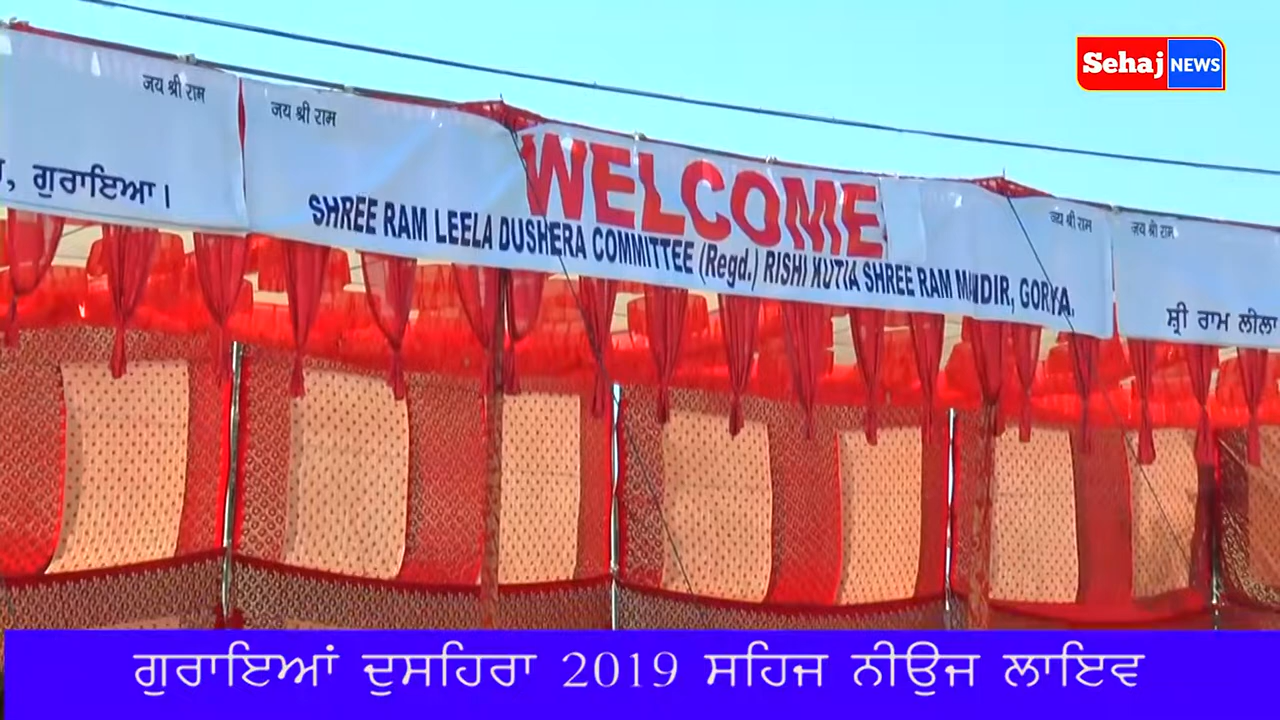 Sehaj NEWS
जय श्री राम
गुਰਾਇਆ।
जय श्री राम
WELCOME
SHREE RAM LEELA DUSHERA COMMITTEE (Regd.) RISHI KUTIA SHREE RAM MANDIR, GORAYA.
जय श्री राम
जय श्री राम
ਸ਼੍ਰੀ ਰਾਮ ਲੀਲਾ
ਗੁਰਾਇਆਂ ਦੁਸਹਿਰਾ 2019 ਸਹਿਜ ਨੀਊਜ ਲਾਇਵ